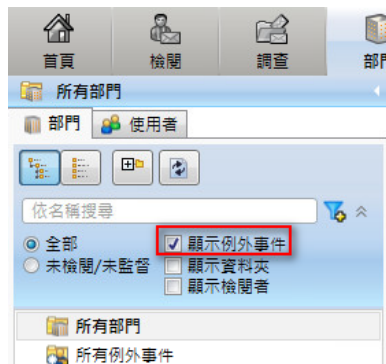 首頁 檢閱 調查 部門
所有部門
部門 使用者
依名稱搜尋
全部 顯示例外事件
未檢閱/未監督 顯示資料夾
顯示檢閱者
所有部門
所有例外事件